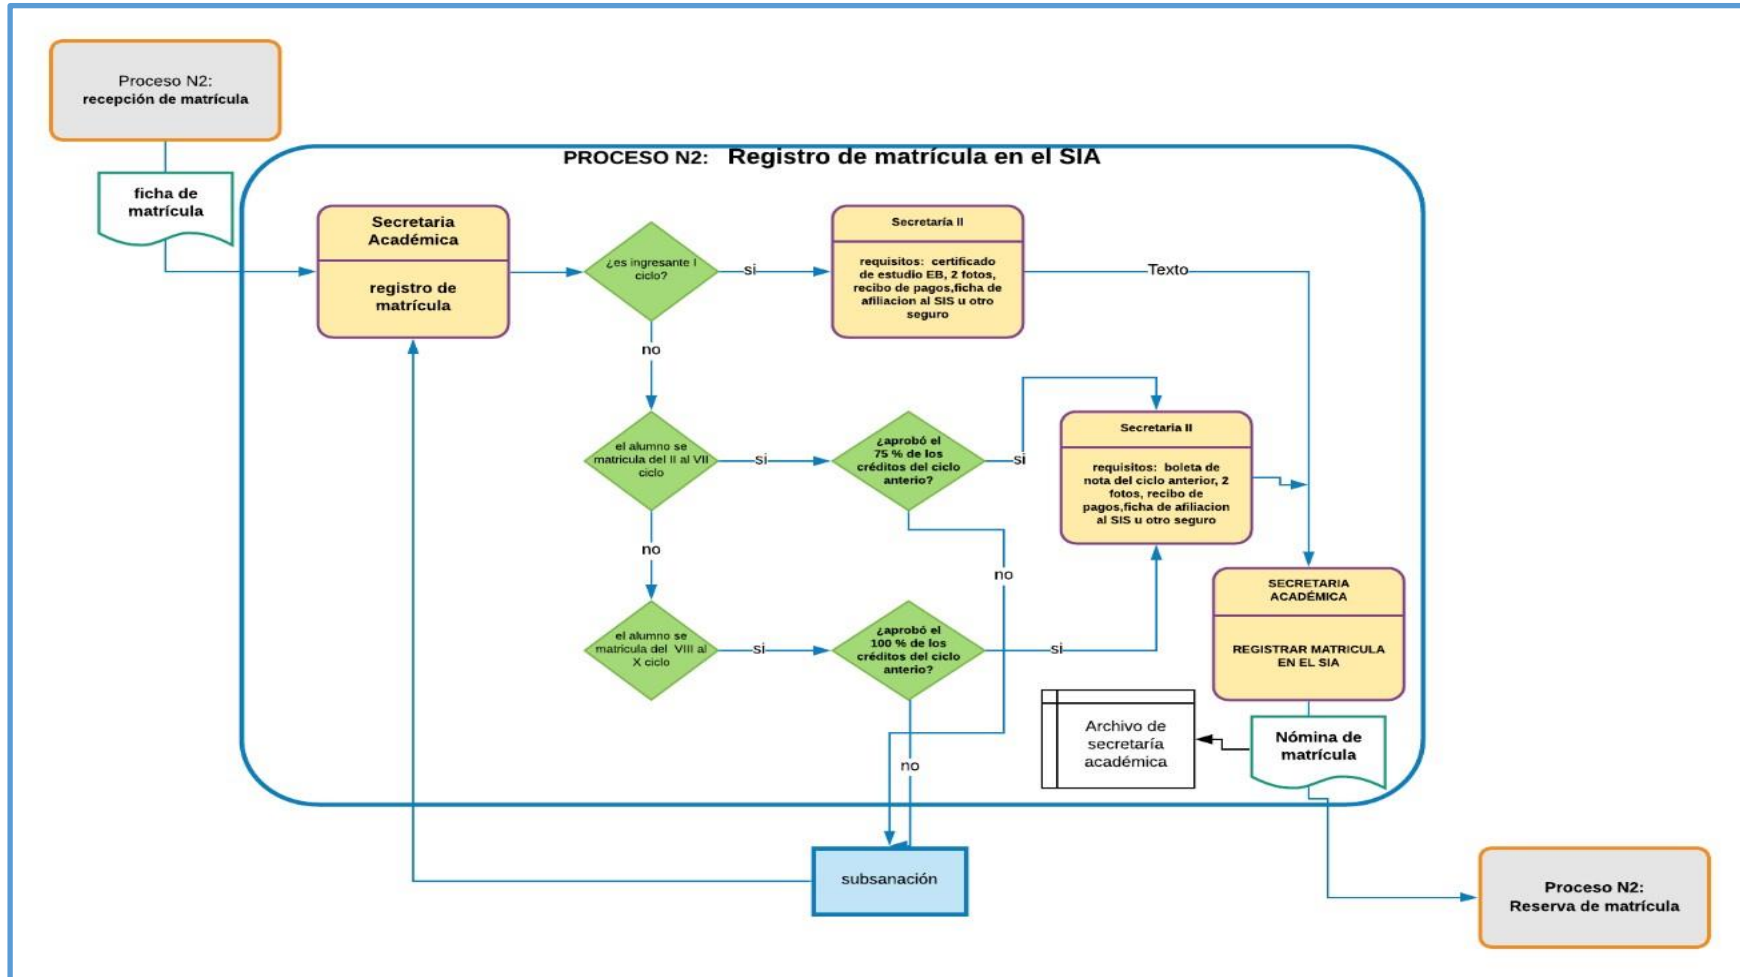 Proceso N2:
recepción de matrícula
ficha de
matrícula
PROCESO N2: Registro de matrícula en el SIA
Secretaria
Académica
registro de
matrícula
¿es ingresante I
ciclo?
si
Secretaría II
requisitos: certificado
de estudio EB, 2 fotos,
recibo de pagos,ficha de
afiliacion al SIS u otro
seguro
Texto
no
el alumno se
matricula del II al VII
ciclo
si
¿aprobó el
75 % de los
créditos del ciclo
anterio?
si
Secretaria II
requisitos: boleta de
nota del ciclo anterior, 2
fotos, recibo de
pagos,ficha de afiliacion
al SIS u otro seguro
no
no
el alumno se
matricula del VIII al
X ciclo
si
¿aprobó el
100 % de los
créditos del ciclo
anterio?
si
SECRETARIA
ACADÉMICA
REGISTRAR MATRICULA
EN EL SIA
no
Archivo de
secretaría
académica
Nómina de
matrícula
subsanación
Proceso N2:
Reserva de matrícula